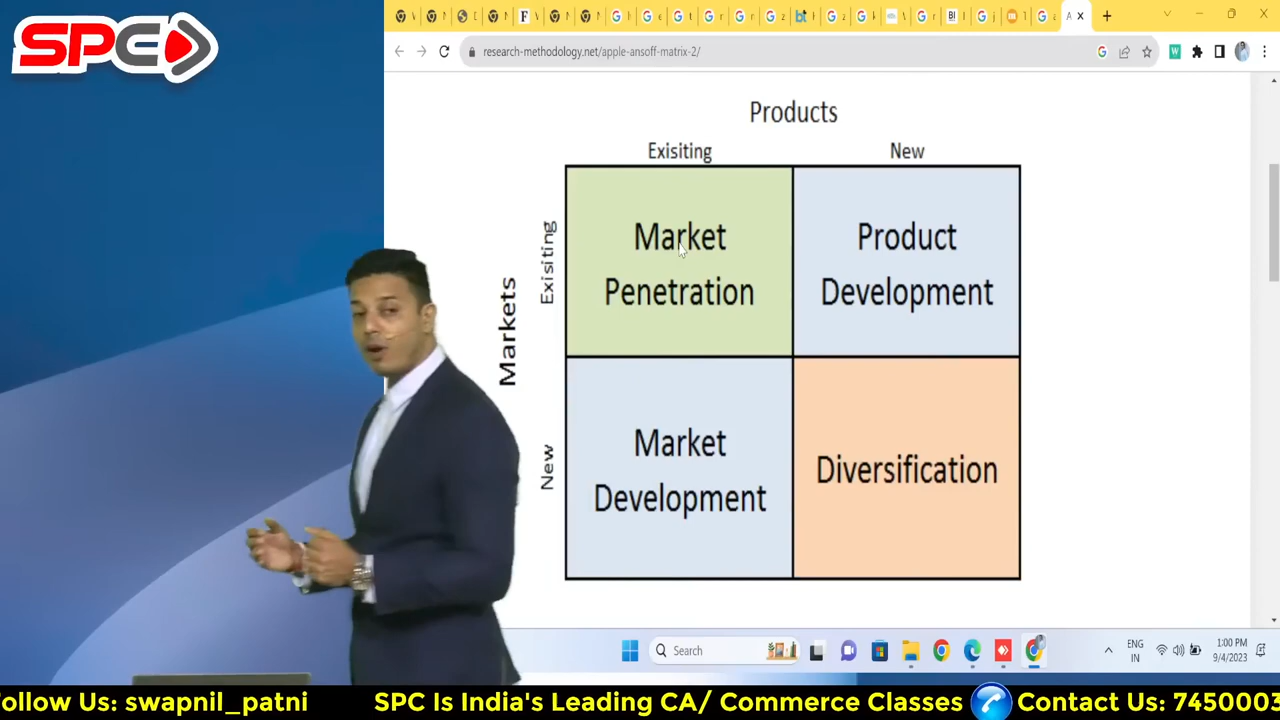 SPC
research-methodology.net/apple-ansoff-matrix-2/
Products
Exisiting
New
Markets
Exisiting
New
Market
Penetration
Product
Development
Market
Development
Diversification
Search
ENG
IN
1:00 PM
9/4/2023
Follow Us: swapnil_patni
SPC Is India's Leading CA/ Commerce Classes
Contact Us: 745000